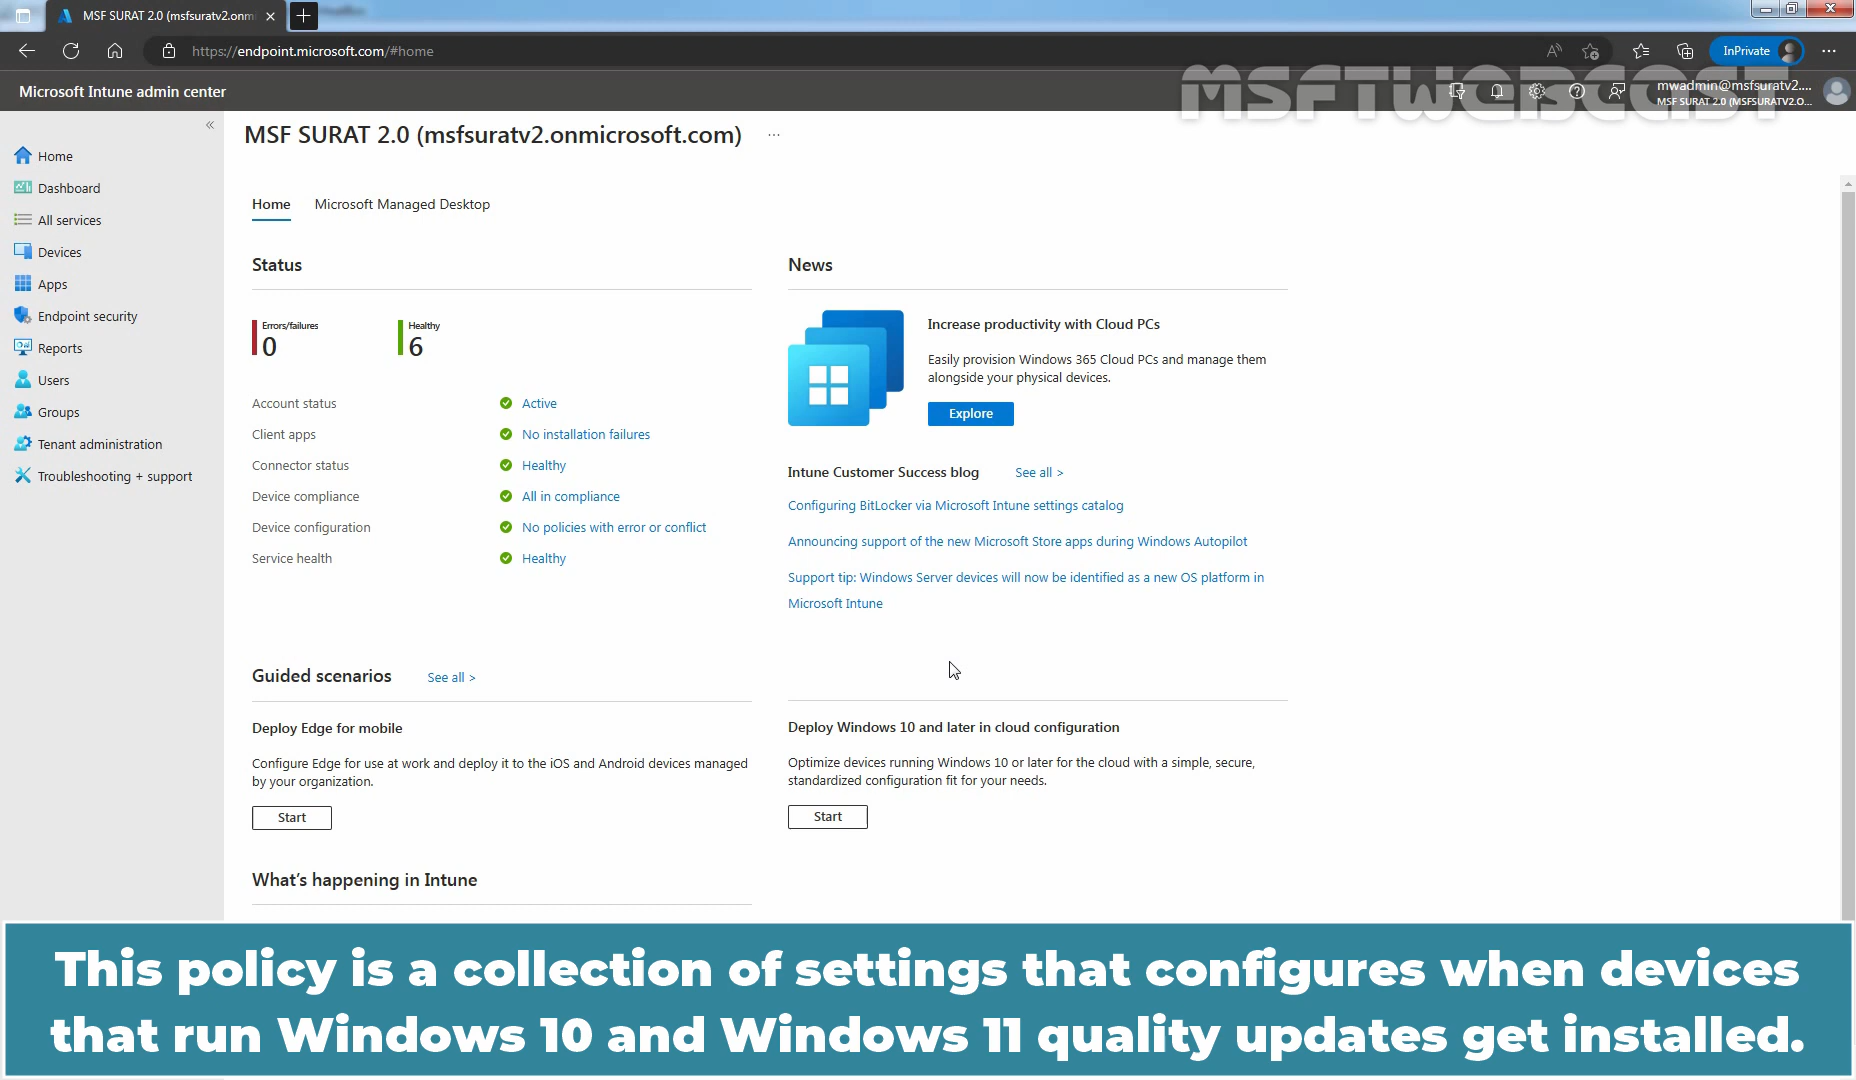 MSF SURAT 2.0 (msfsuratv2.onmi
https://endpoint.microsoft.com/#home
InPrivate
Microsoft Intune admin center
MSFTWEBCAST
mwadmin@msfsuratv2....
MSF SURAT 2.0 (MSFSURATV2.O...
MSF SURAT 2.0 (msfsuratv2.onmicrosoft.com)
Home
Dashboard
All services
Devices
Apps
Endpoint security
Reports
Users
Groups
Tenant administration
Troubleshooting + support
Home
Microsoft Managed Desktop
Status
Errors/failures
0
Healthy
6
Account status
Active
Client apps
No installation failures
Connector status
Healthy
Device compliance
All in compliance
Device configuration
No policies with error or conflict
Service health
Healthy
News
Increase productivity with Cloud PCs
Easily provision Windows 365 Cloud PCs and manage them
alongside your physical devices.
Explore
Intune Customer Success blog
See all >
Configuring BitLocker via Microsoft Intune settings catalog
Announcing support of the new Microsoft Store apps during Windows Autopilot
Support tip: Windows Server devices will now be identified as a new OS platform in
Microsoft Intune
Guided scenarios
See all >
Deploy Edge for mobile
Configure Edge for use at work and deploy it to the iOS and Android devices managed
by your organization.
Start
Deploy Windows 10 and later in cloud configuration
Optimize devices running Windows 10 or later for the cloud with a simple, secure,
standardized configuration fit for your needs.
Start
What's happening in Intune
This policy is a collection of settings that configures when devices
that run Windows 10 and Windows 11 quality updates get installed.